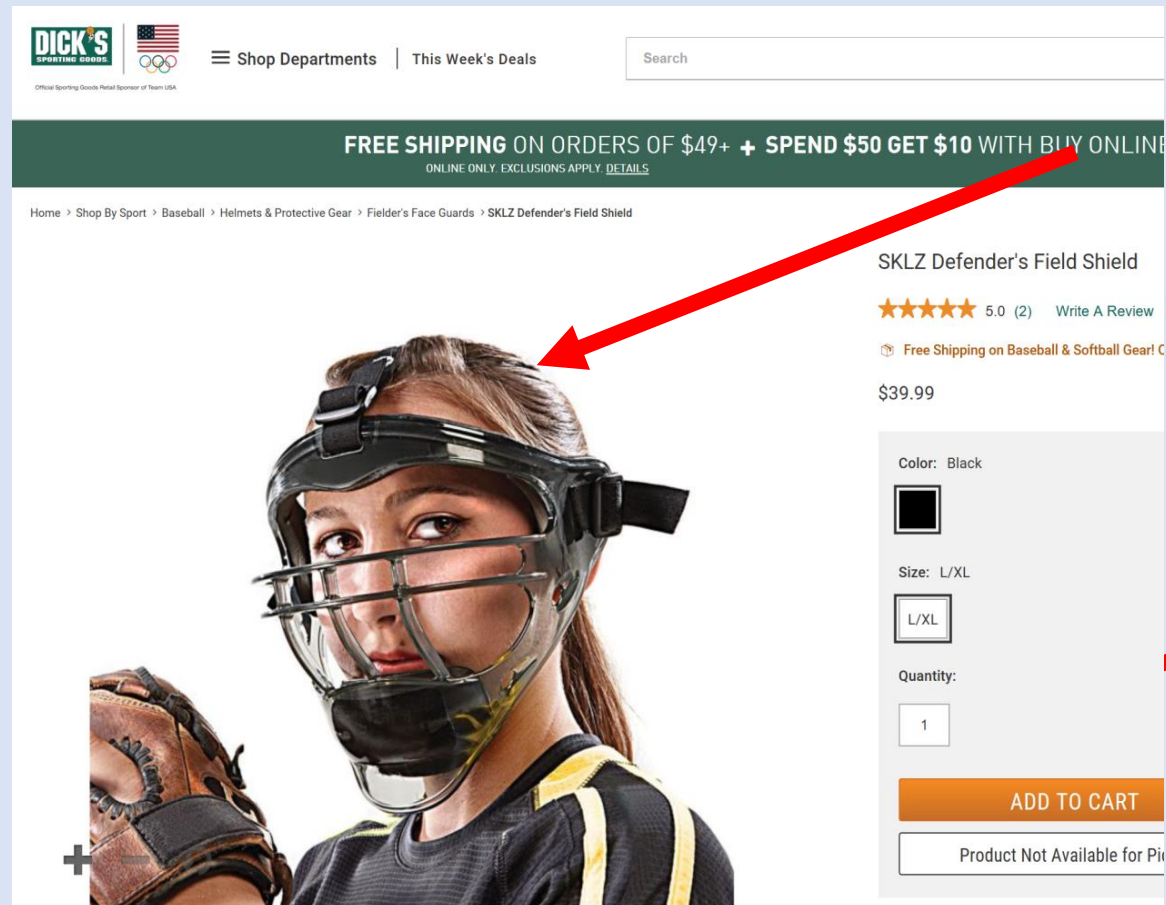 DICK'S
SPORTING GOODS
Official Sporting Goods Retail Sponsor of Team USA
Shop Departments | This Week's Deals
Search
FREE SHIPPING ON ORDERS OF $49+ + SPEND $50 GET $10 WITH BUY ONLINE
ONLINE ONLY. EXCLUSIONS APPLY. DETAILS
Home > Shop By Sport > Baseball > Helmets & Protective Gear > Fielder's Face Guards > SKLZ Defender's Field Shield
SKLZ Defender's Field Shield
5.0 (2) Write A Review
Free Shipping on Baseball & Softball Gear!
$39.99
Color: Black
Size: L/XL
L/XL
Quantity:
1
ADD TO CART
Product Not Available for